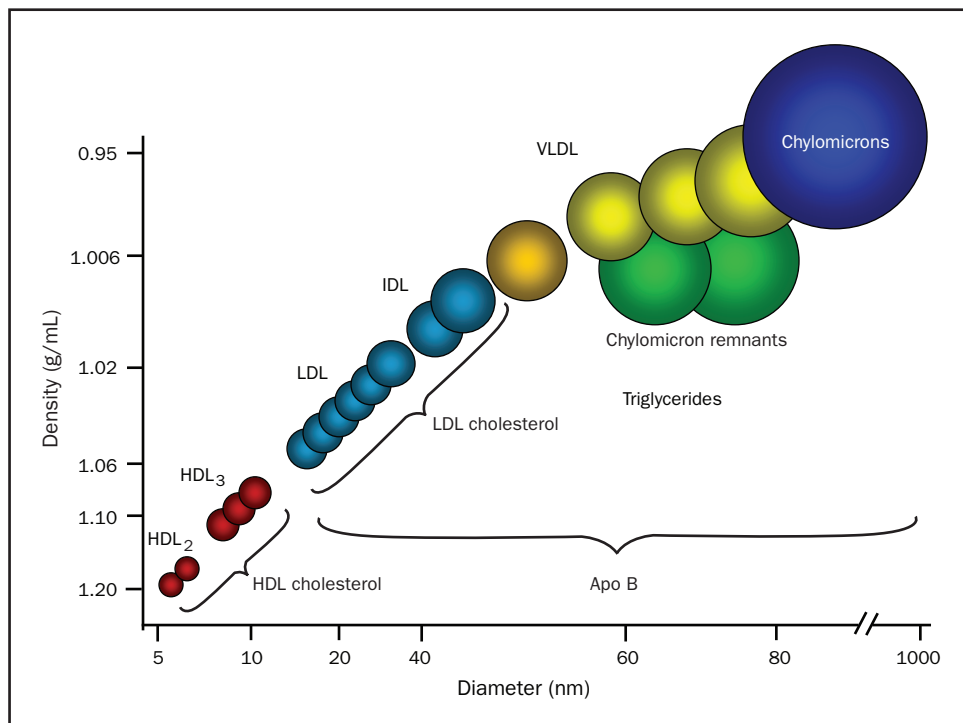 Chylomicrons
VLDL
0.95
1.006
IDL
Chylomicron remnants
1.02
LDL
Triglycerides
LDL cholesterol
Density (g/mL)
1.06
HDL3
1.10
HDL2
HDL cholesterol
Apo B
1.20
5 10 20 40 60 80 1000
Diameter (nm)